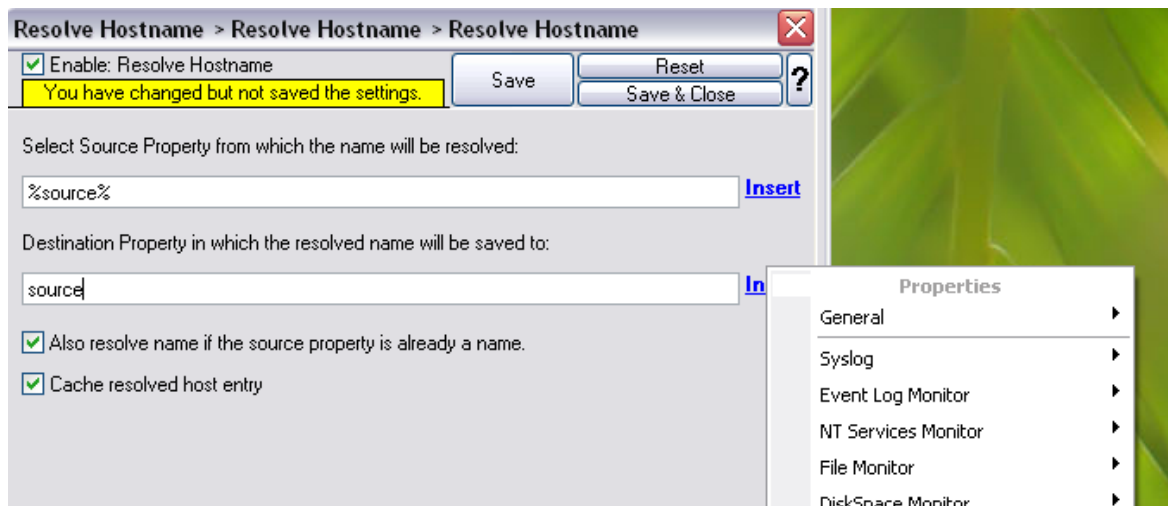 Resolve Hostname > Resolve Hostname > Resolve Hostname
Enable: Resolve Hostname
You have changed but not saved the settings.
Save
Reset
Save & Close
?
Select Source Property from which the name will be resolved:
%source%
Insert
Destination Property in which the resolved name will be saved to:
source
In
Also resolve name if the source property is already a name.
Cache resolved host entry
Properties
General
Syslog
Event Log Monitor
NT Services Monitor
File Monitor
DiskSpace Monitor